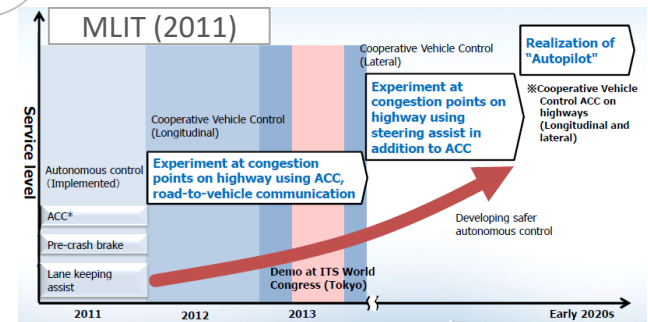 MLIT (2011)
Service level
Autonomous control
(Implemented)
ACC*
Pre-crash brake
Lane keeping
assist
Cooperative Vehicle Control
(Longitudinal)
Experiment at congestion
points on highway using ACC,
road-to-vehicle communication
Cooperative Vehicle Control
(Lateral)
Experiment at
congestion points on
highway using
steering assist in
addition to ACC
Realization of
“Autopilot"
※Cooperative Vehicle
Control ACC on
highways
(Longitudinal and
lateral)
Developing safer
autonomous control
Demo at ITS World
Congress (Tokyo)
2011
2012
2013
Early 2020s